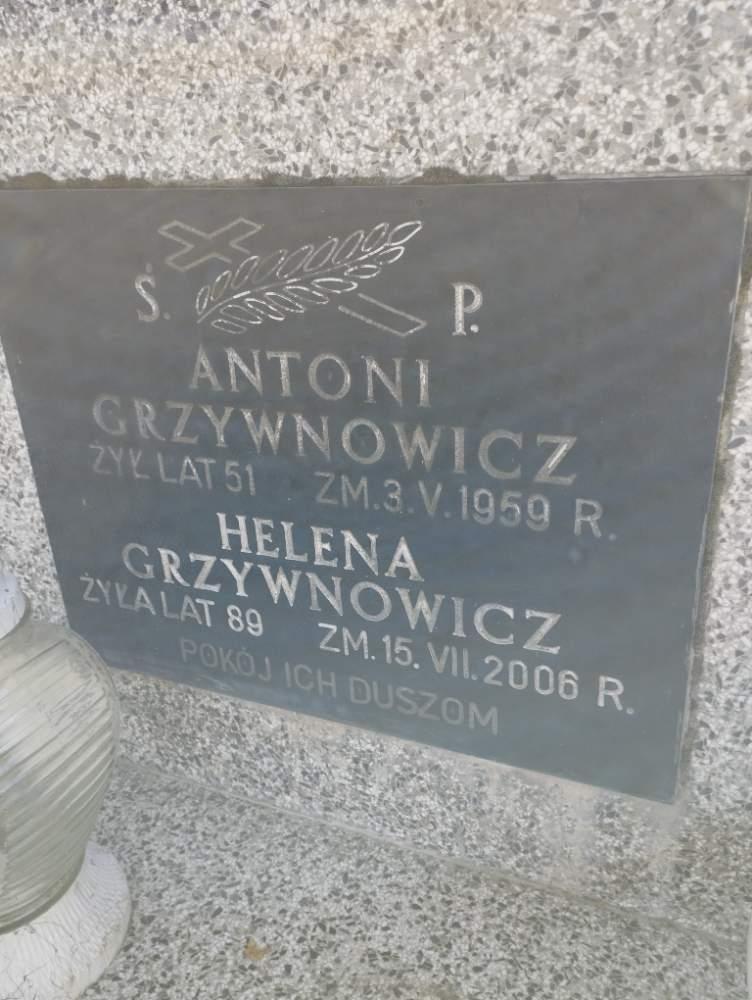 Ś. P.
ANTONI
GRZYWNOWICZ
ŻYŁ LAT 51 ZM. 3. V. 1959 R.
HELENA
GRZYWNOWICZ
ŻYŁA LAT 89 ZM. 15. VII. 2006 R.
POKÓJ ICH DUSZOM